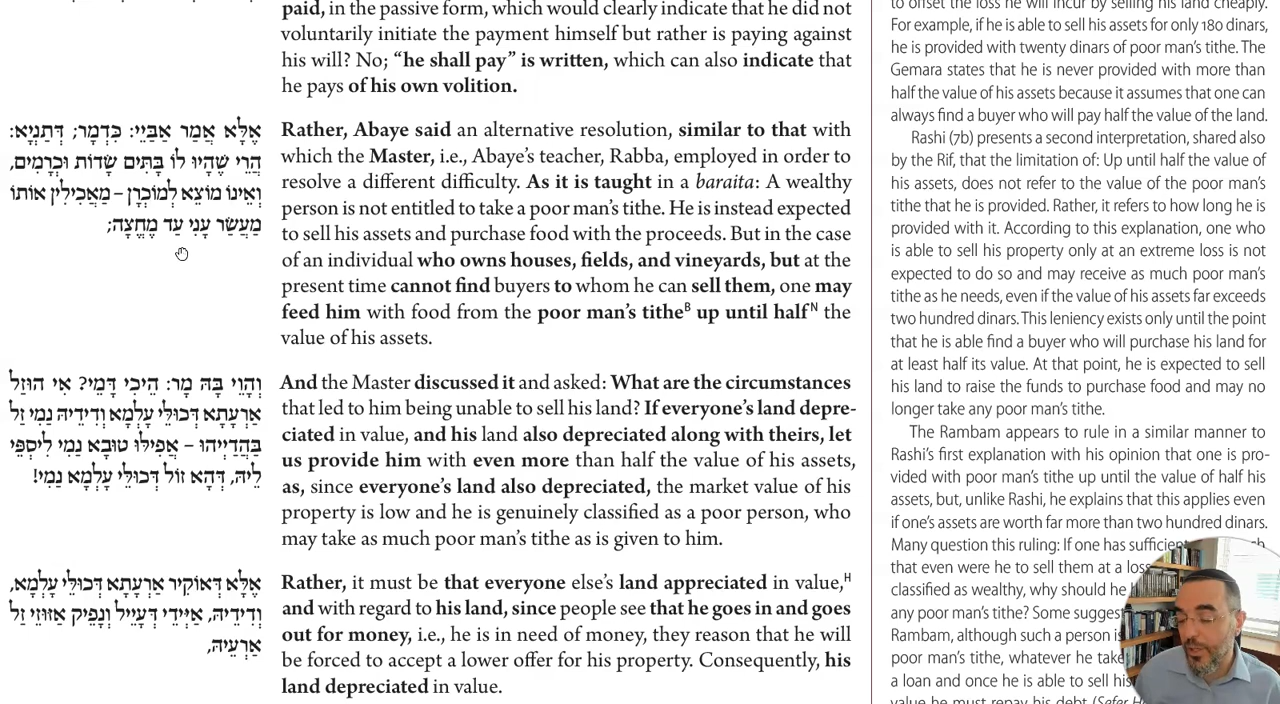 paid, in the passive form, which would clearly indicate that he did not
voluntarily initiate the payment himself but rather is paying against
his will? No; “he shall pay” is written, which can also indicate that
he pays of his own volition.
אֶלָּא אֲמַר אַבַּיֵּי: כִּדְמָר; דְּתַנְיָא:
הֲרֵי שֶׁהָיוּ לוֹ בָּתִּים שָׂדוֹת וּכְרָמִים,
וְאֵינוֹ מוֹצֵא לְמוֹכְרָן – מַאֲכִילִין אוֹתוֹ
מַעְשַׂר עָנִי עַד מֶחֱצָה;
Rather, Abaye said an alternative resolution, similar to that with
which the Master, i.e., Abaye’s teacher, Rabba, employed in order to
resolve a different difficulty. As it is taught in a baraita: A wealthy
person is not entitled to take a poor man’s tithe. He is instead expected
to sell his assets and purchase food with the proceeds. But in the case
of an individual who owns houses, fields, and vineyards, but at the
present time cannot find buyers to whom he can sell them, one may
feed him with food from the poor man’s titheᴮ up until halfᴺ the
value of his assets.
וְהָוֵי בַּהּ מָר: הֵיכִי דָּמֵי? אִי הוּזַל
אַרְעָתָא דְּכוּלֵּי עָלְמָא וְדִידֵיהּ נַמִי זַל
בַּהֲדַיְיהוּ – אֲפִילּוּ טוּבָא נַמִי לִיסְפֵּי
לֵיהּ, דְּהָא זוֹל דְּכוּלֵּי עָלְמָא נַמִי!
And the Master discussed it and asked: What are the circumstances
that led to him being unable to sell his land? If everyone’s land depre-
ciated in value, and his land also depreciated along with theirs, let
us provide him with even more than half the value of his assets,
as, since everyone’s land also depreciated, the market value of his
property is low and he is genuinely classified as a poor person, who
may take as much poor man’s tithe as is given to him.
אֶלָּא דְּאוֹקִיר אַרְעָתָא דְּכוּלֵּי עָלְמָא,
וְדִידֵיהּ, אַיְּידֵי דְּעָיֵיל וְנָפֵיק אַזּוּזֵי זַל
אַרְעֵיהּ,
Rather, it must be that everyone else’s land appreciated in value,ᴴ
and with regard to his land, since people see that he goes in and goes
out for money, i.e., he is in need of money, they reason that he will
be forced to accept a lower offer for his property. Consequently, his
land depreciated in value.
to offset the loss he will incur by selling his land cheaply.
For example, if he is able to sell his assets for only 180 dinars,
he is provided with twenty dinars of poor man’s tithe. The
Gemara states that he is never provided with more than
half the value of his assets because it assumes that one can
always find a buyer who will pay half the value of the land.
Rashi (7b) presents a second interpretation, shared also
by the Rif, that the limitation of: Up until half the value of
his assets, does not refer to the value of the poor man’s
tithe that he is provided. Rather, it refers to how long he is
provided with it. According to this explanation, one who
is able to sell his property only at an extreme loss is not
expected to do so and may receive as much poor man’s
tithe as he needs, even if the value of his assets far exceeds
two hundred dinars. This leniency exists only until the point
that he is able find a buyer who will purchase his land for
at least half its value. At that point, he is expected to sell
his land to raise the funds to purchase food and may no
longer take any poor man’s tithe.
The Rambam appears to rule in a similar manner to
Rashi’s first explanation with his opinion that one is pro-
vided with poor man’s tithe up until the value of half his
assets, but, unlike Rashi, he explains that this applies even
if one’s assets are worth far more than two hundred dinars.
Many question this ruling: If one has sufficient
that even were he to sell them at a loss
classified as wealthy, why should he
any poor man’s tithe? Some suggest
Rambam, although such a person is
poor man’s tithe, whatever he take
a loan and once he is able to sell his
value he must repay his debt (Sefer